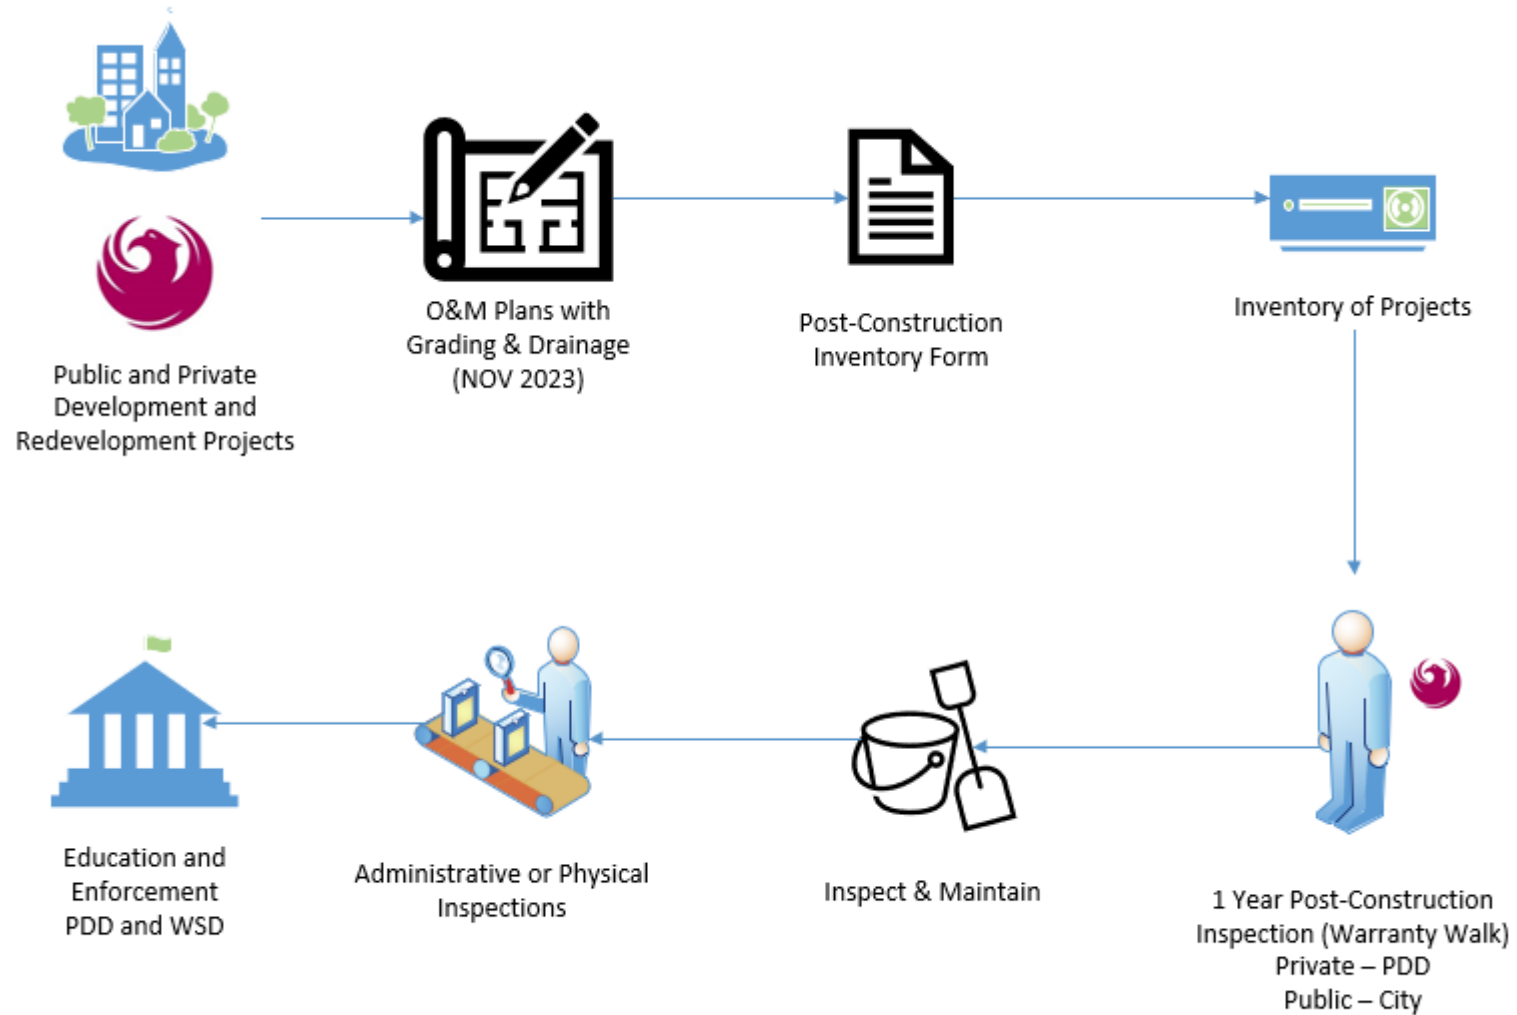 Public and Private
Development and
Redevelopment Projects
O&M Plans with
Grading & Drainage
(NOV 2023)
Post-Construction
Inventory Form
Inventory of Projects
1 Year Post-Construction
Inspection (Warranty Walk)
Private – PDD
Public – City
Inspect & Maintain
Administrative or Physical
Inspections
Education and
Enforcement
PDD and WSD